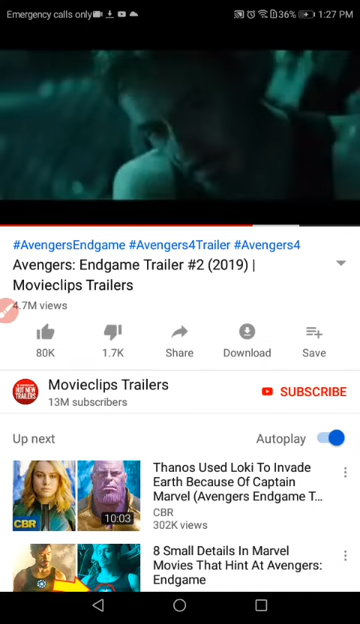 Emergency calls only 36% 1:27 PM
#AvengersEndgame #Avengers4Trailer #Avengers4
Avengers: Endgame Trailer #2 (2019) |
Movieclips Trailers
4.7M views
80K 1.7K Share Download Save
HOT NEW
TRAILERS
Movieclips Trailers
13M subscribers
SUBSCRIBE
Up next
Autoplay
CBR
10:03
Thanos Used Loki To Invade
Earth Because Of Captain
Marvel (Avengers Endgame T...
CBR
302K views
8 Small Details In Marvel
Movies That Hint At Avengers:
Endgame